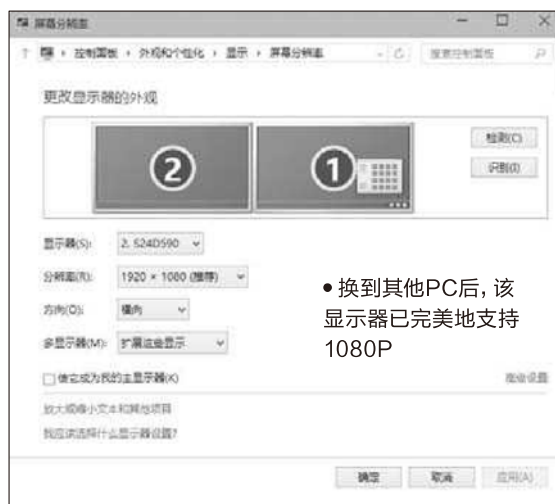 屏幕分辨率
控制面板 › 外观和个性化 › 显示 › 屏幕分辨率
搜索控制面板
更改显示器的外观
2
1
检测(C)
识别(I)
显示器(S): 2. S24D590
分辨率(R): 1920 × 1080 (推荐)
方向(O): 横向
多显示器(M): 扩展这些显示
• 换到其他PC后, 该
显示器已完美地支持
1080P
使它成为我的主显示器(K)
高级设置
放大或缩小文本和其他项目
我应该选择什么显示器设置?
确定
取消
应用(A)